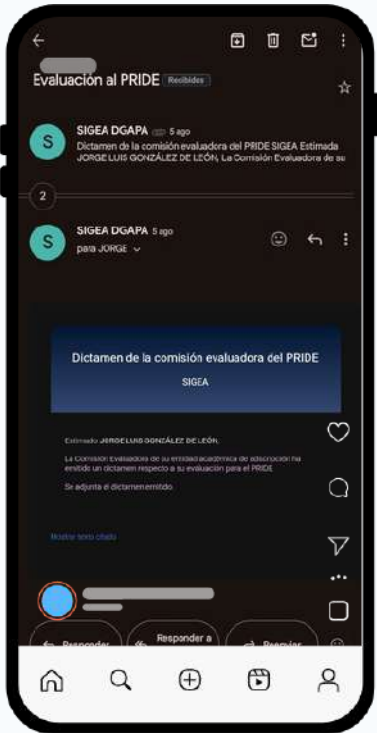 Evaluación al PRIDE Recibidos
S
SIGEA DGAPA 5 ago
Dictamen de la comisión evaluadora del PRIDE SIGEA Estimada
JORGE LUIS GONZÁLEZ DE LEÓN, La Comisión Evaluadora de su
2
S
SIGEA DGAPA 5 ago
para JORGE
Dictamen de la comisión evaluadora del PRIDE
SIGEA
Estimado JORGE LUIS GONZÁLEZ DE LEÓN,
La Comisión Evaluadora de su entidad académica de adscripción ha
emitido un dictamen respecto a su evaluación para el PRIDE
Se adjunta el dictamen emitido.
Mostrar texto citado
Responder
Responder a
Reenviar